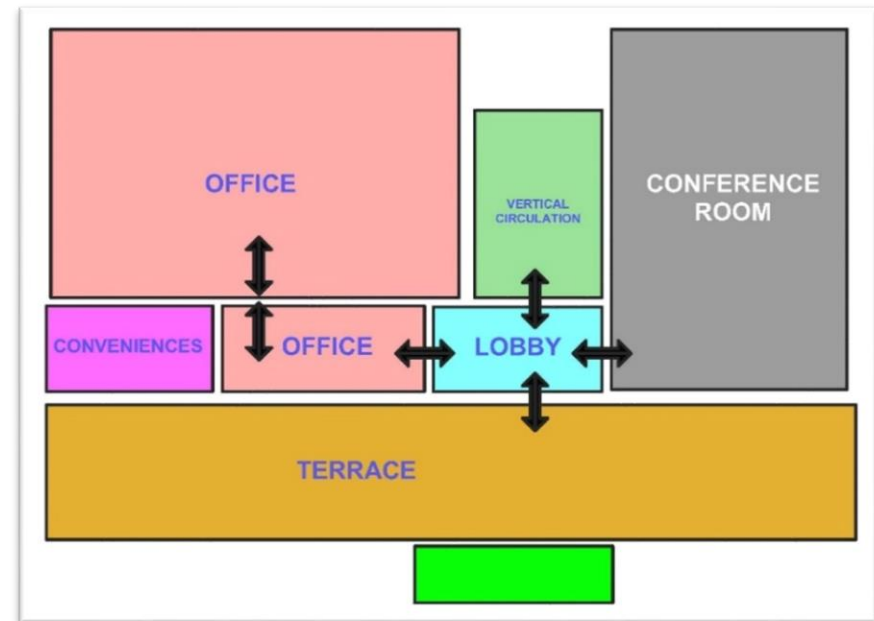 OFFICE
VERTICAL
CIRCULATION
CONFERENCE
ROOM
CONVENIENCES
OFFICE
LOBBY
TERRACE